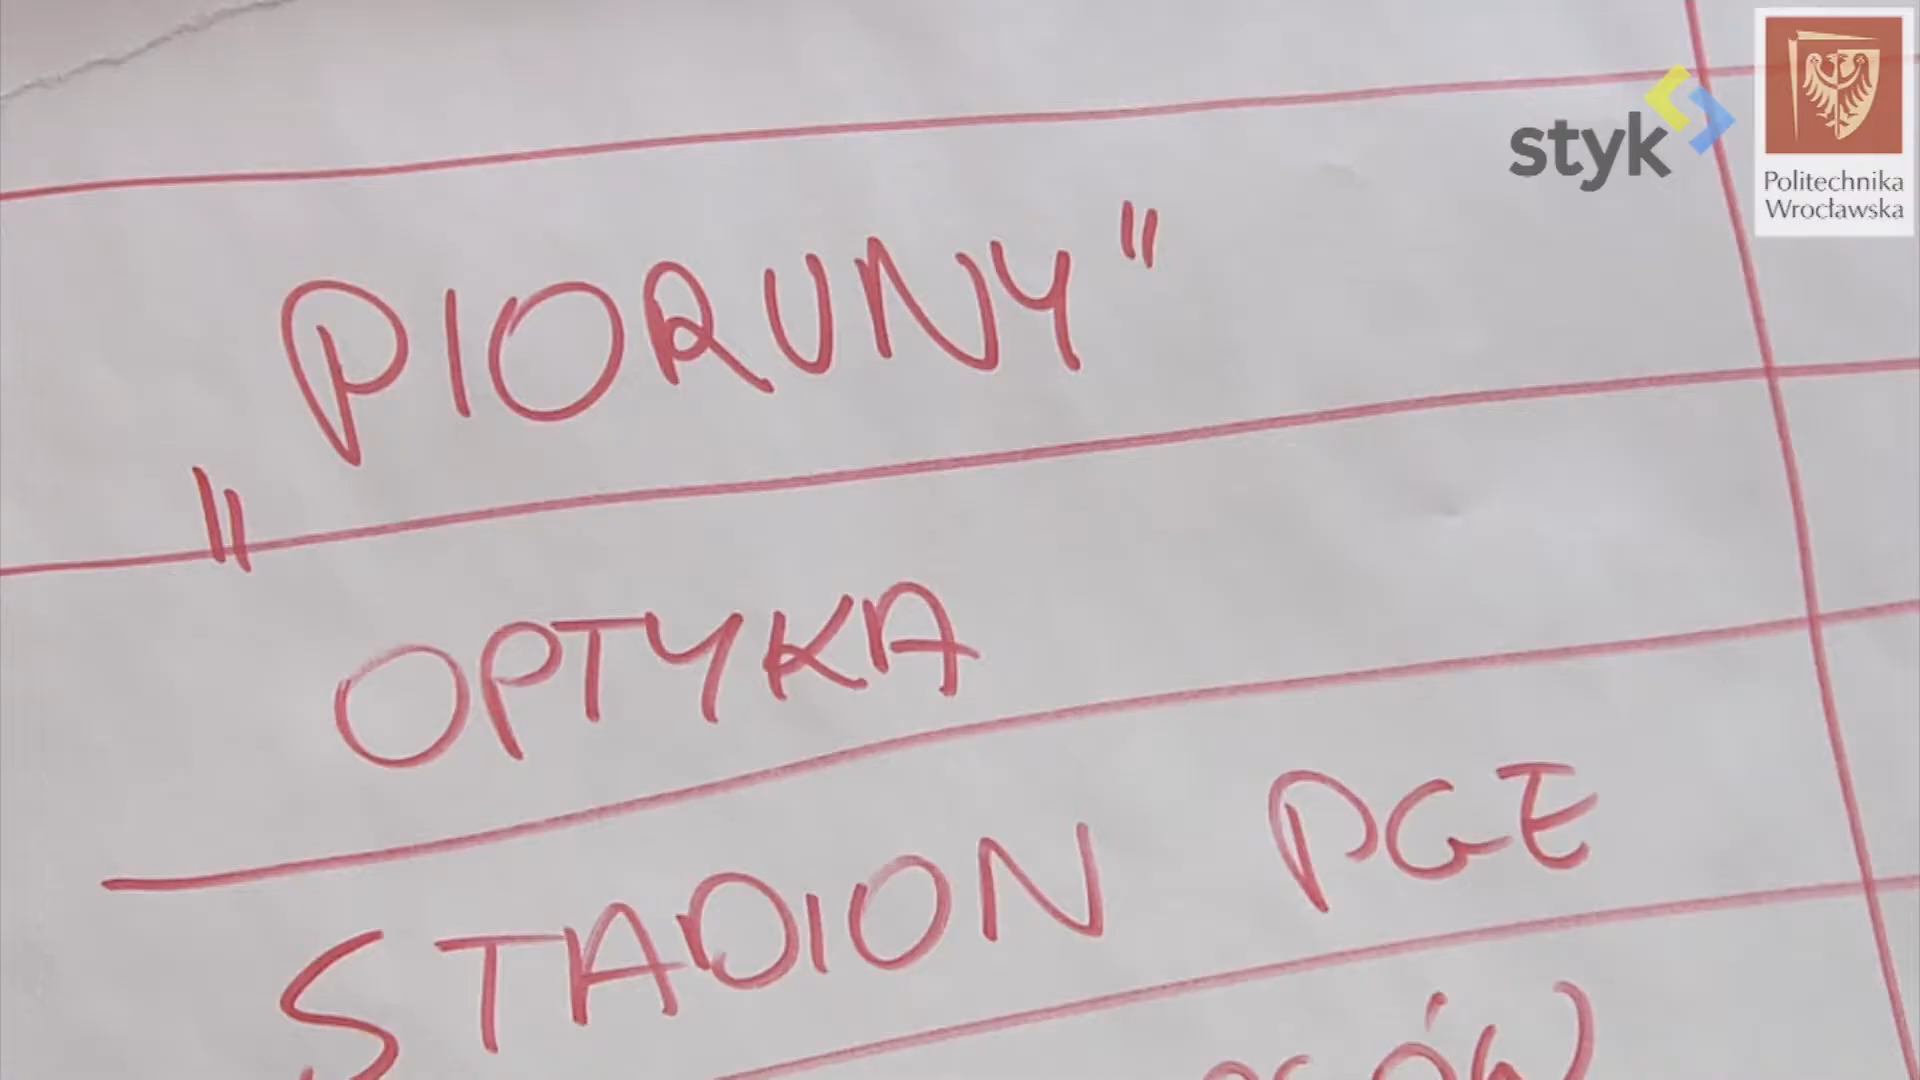 styk
Politechnika
Wrocławska
„PIORUNY"
OPTYKA
STADION PGE